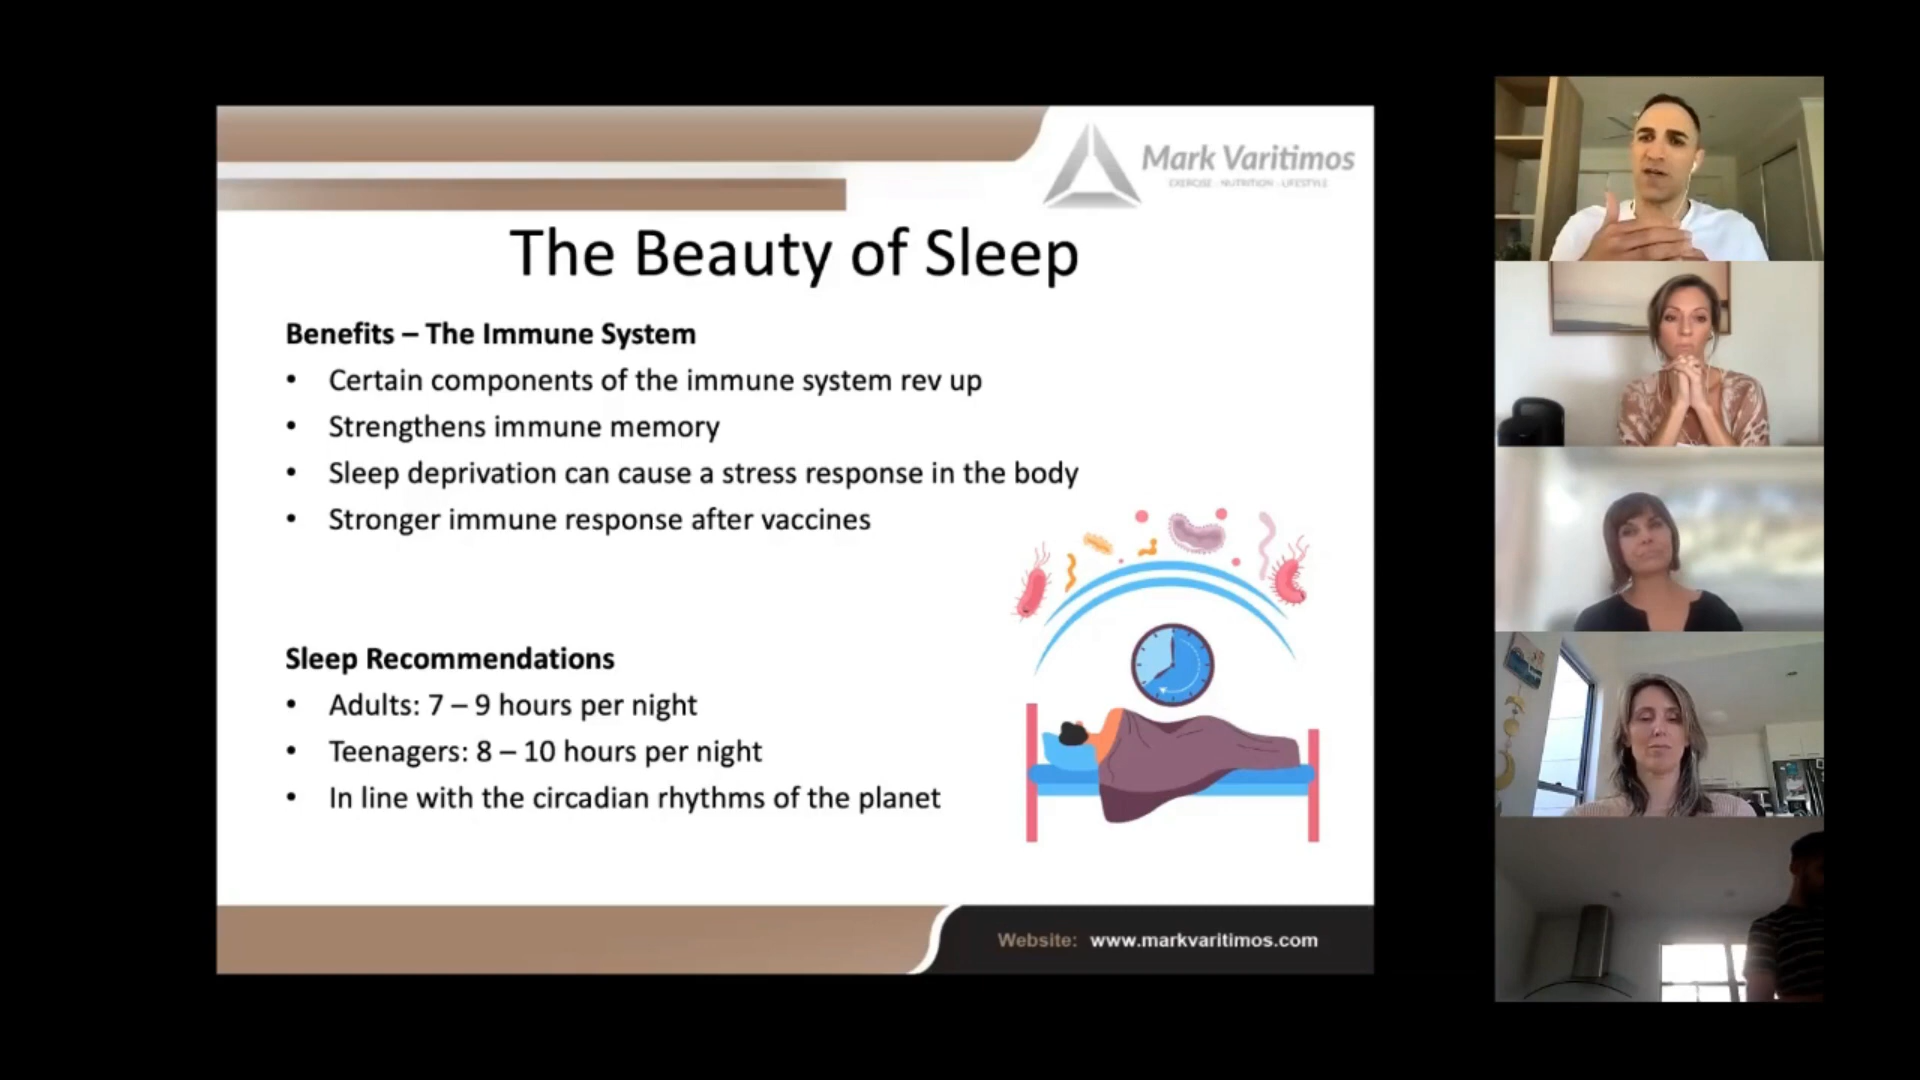 Mark Varitimos
EXERCISE - NUTRITION - LIFESTYLE
The Beauty of Sleep
Benefits – The Immune System
• Certain components of the immune system rev up
• Strengthens immune memory
• Sleep deprivation can cause a stress response in the body
• Stronger immune response after vaccines
Sleep Recommendations
• Adults: 7 – 9 hours per night
• Teenagers: 8 – 10 hours per night
• In line with the circadian rhythms of the planet
Website: www.markvaritimos.com